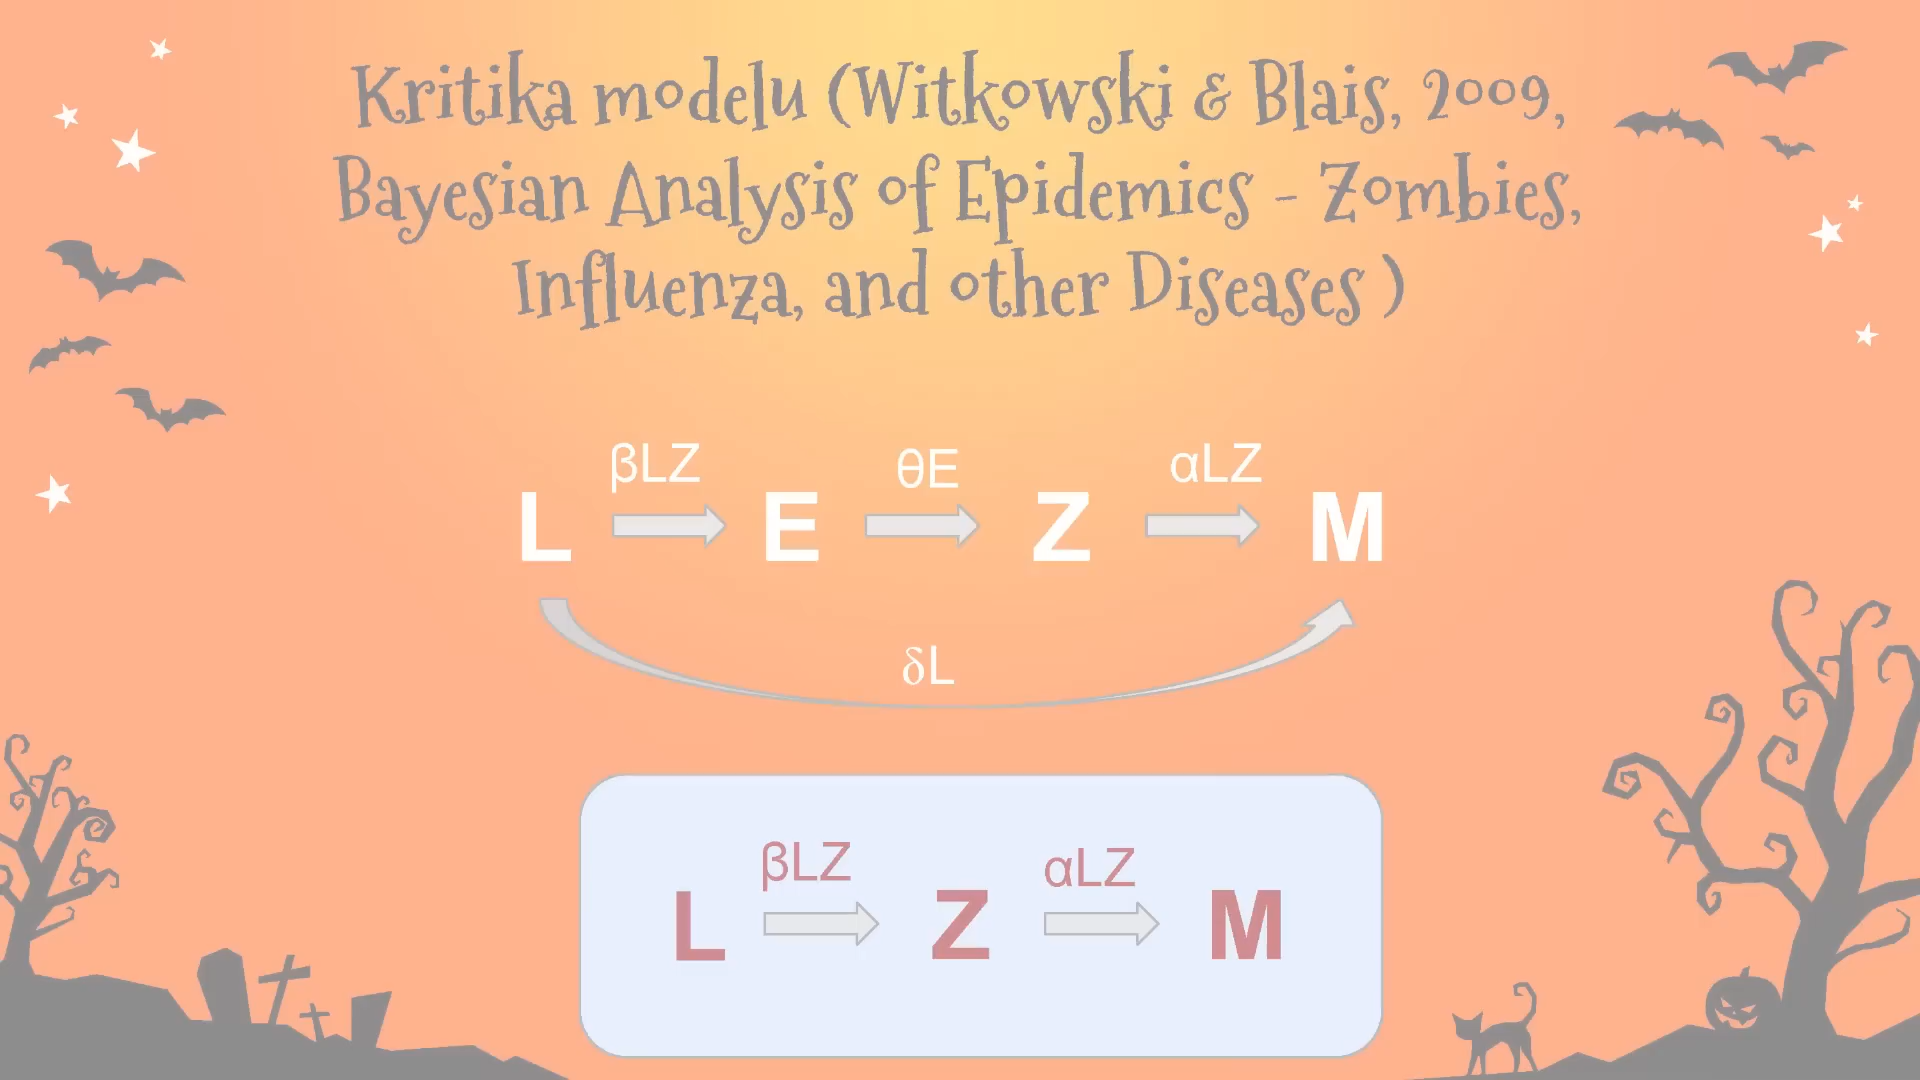 Kritika modelu (Witkowski & Blais, 2009,
Bayesian Analysis of Epidemics - Zombies,
Influenza, and other Diseases )
βLZ θE αLZ
L E Z M
δL
βLZ αLZ
L Z M